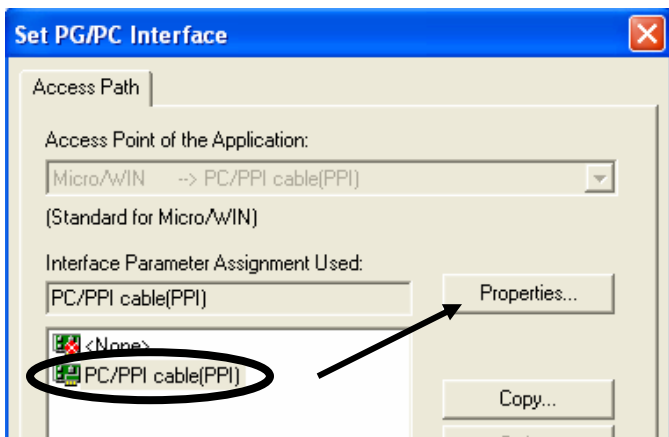 Set PG/PC Interface
Access Path
Access Point of the Application:
Micro/WIN --> PC/PPI cable(PPI)
(Standard for Micro/WIN)
Interface Parameter Assignment Used:
PC/PPI cable(PPI)
Properties...
<None>
PC/PPI cable(PPI)
Copy...